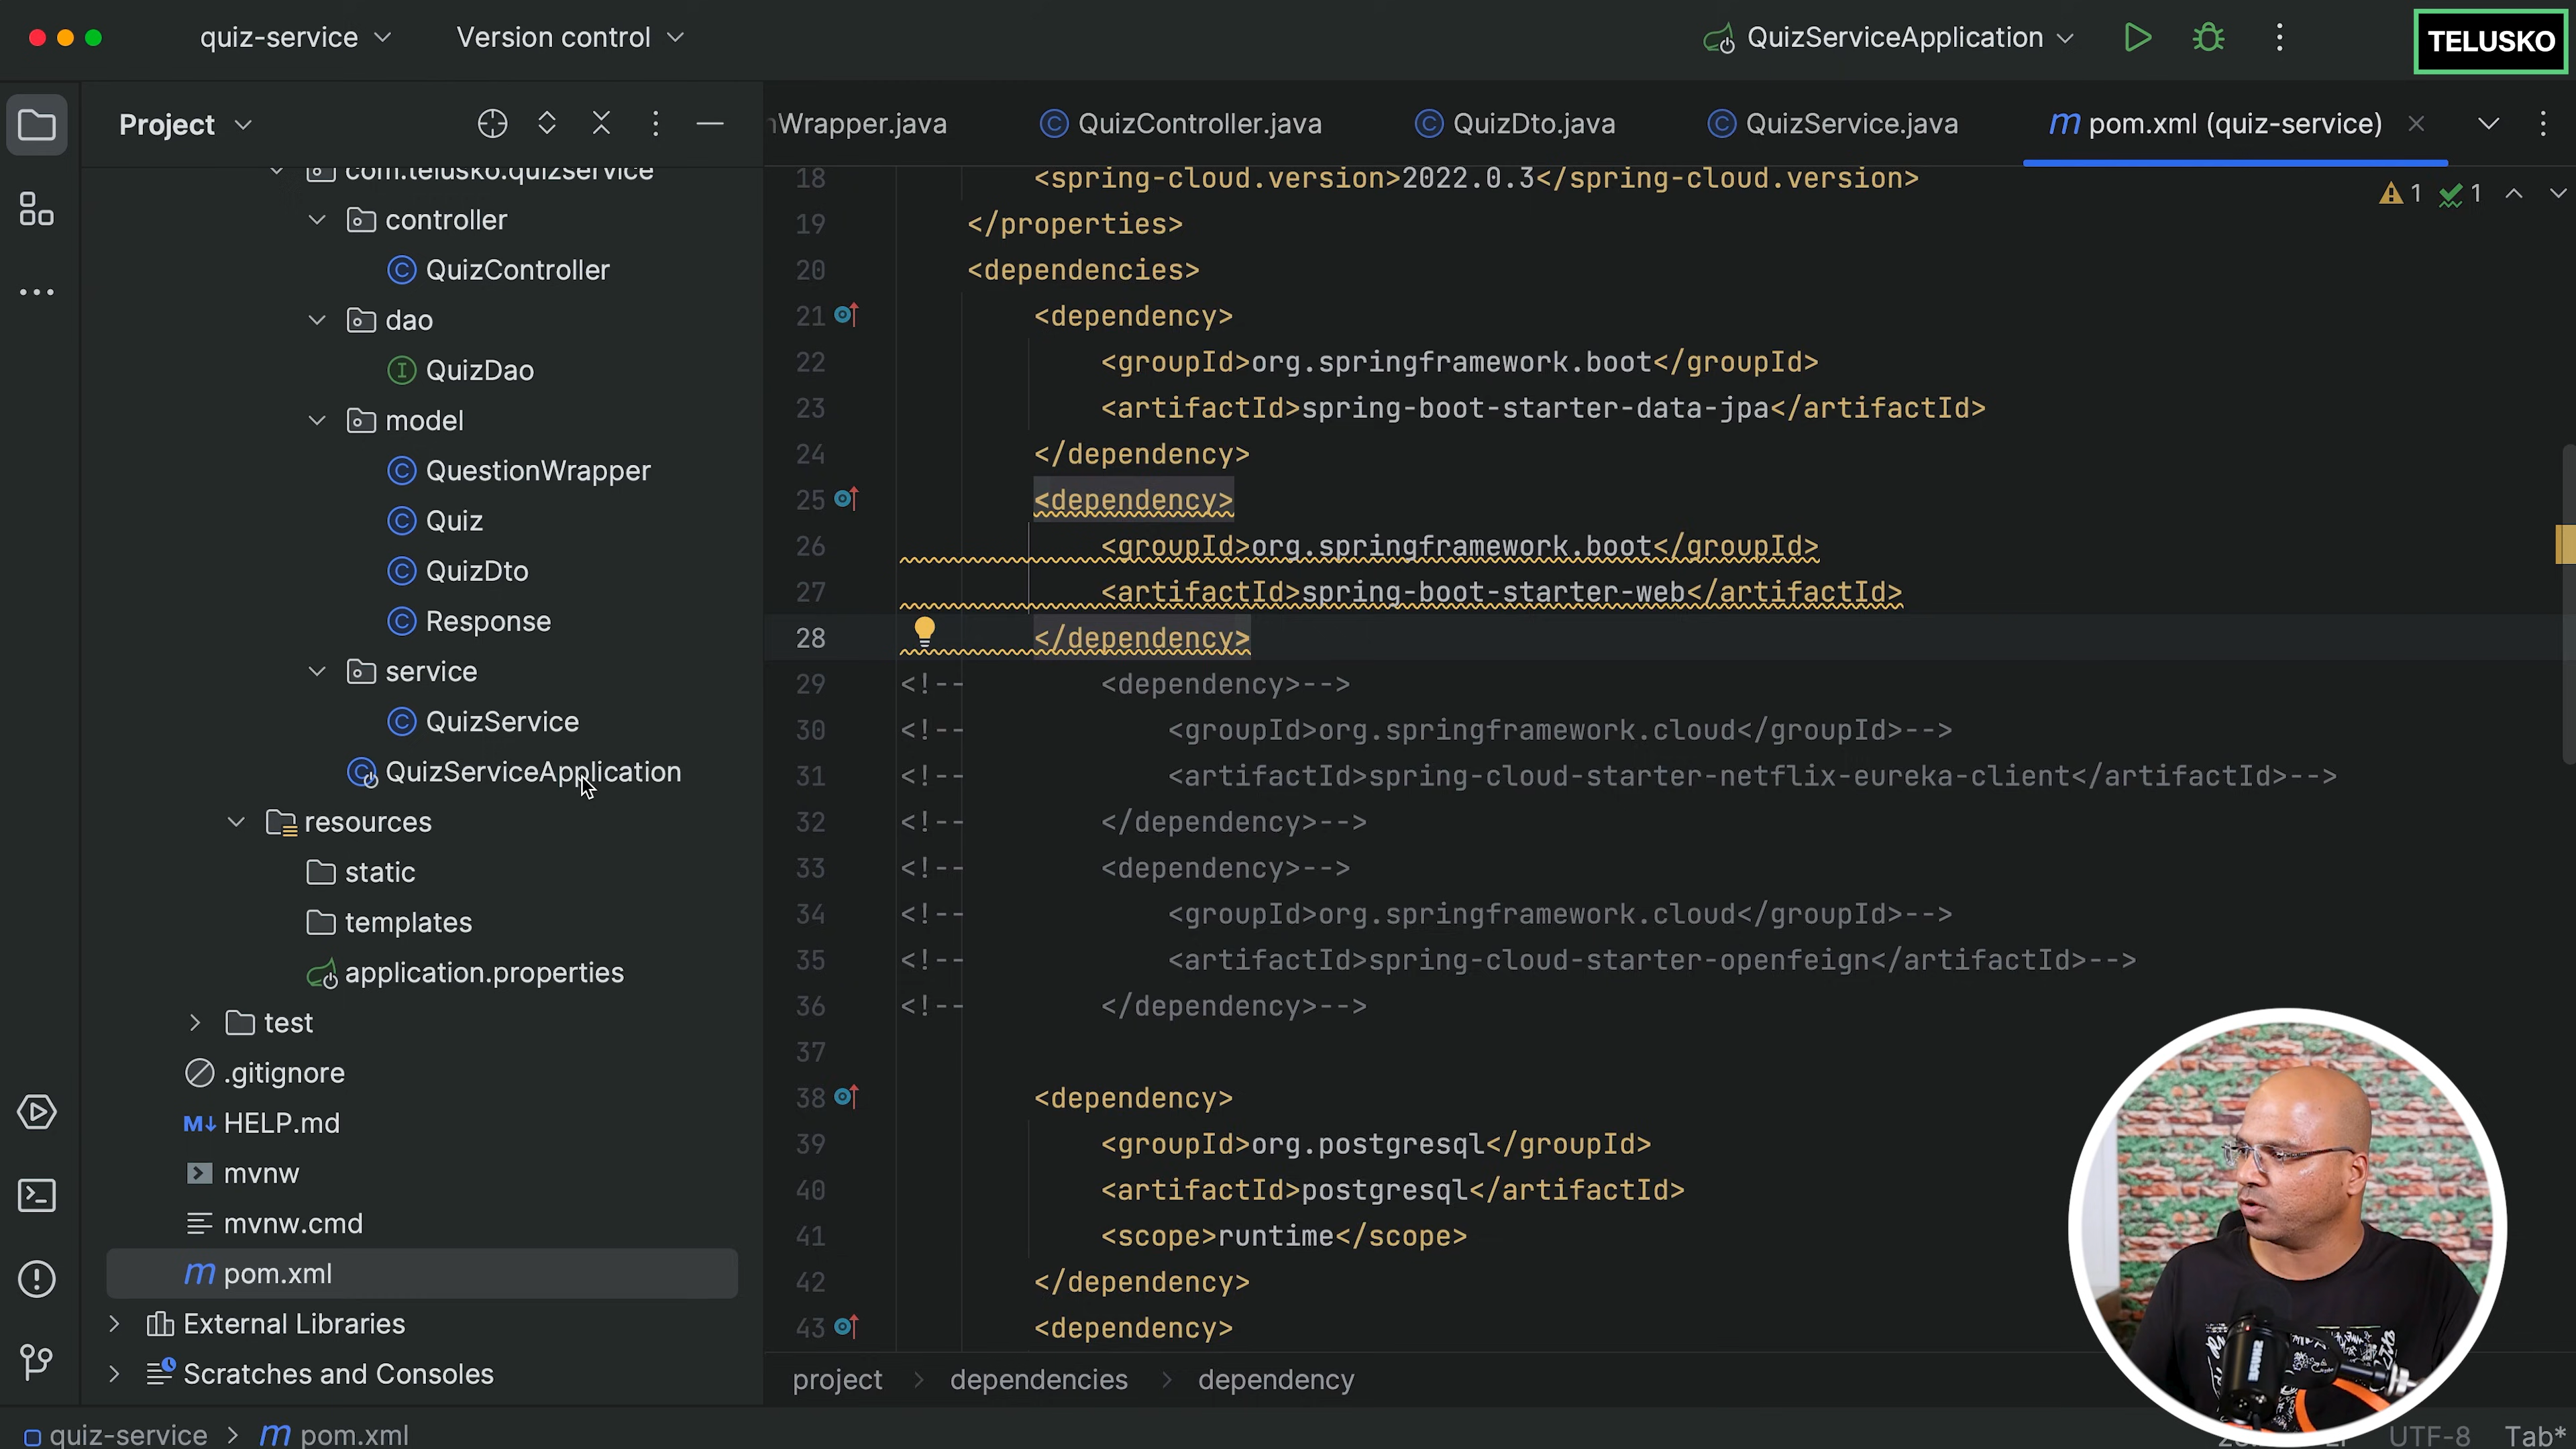 quiz-service
Version control
QuizServiceApplication
TELUSKO
Project
Wrapper.java
QuizController.java
QuizDto.java
QuizService.java
pom.xml (quiz-service)
com.telusko.quizservice
controller
QuizController
dao
QuizDao
model
QuestionWrapper
Quiz
QuizDto
Response
service
QuizService
QuizServiceApplication
resources
static
templates
application.properties
test
.gitignore
HELP.md
mvnw
mvnw.cmd
pom.xml
External Libraries
Scratches and Consoles
1 1
18 <spring-cloud.version>2022.0.3</spring-cloud.version>
19 </properties>
20 <dependencies>
21 <dependency>
22 <groupId>org.springframework.boot</groupId>
23 <artifactId>spring-boot-starter-data-jpa</artifactId>
24 </dependency>
25 <dependency>
26 <groupId>org.springframework.boot</groupId>
27 <artifactId>spring-boot-starter-web</artifactId>
28 </dependency>
29 <!-- <dependency>-->
30 <!-- <groupId>org.springframework.cloud</groupId>-->
31 <!-- <artifactId>spring-cloud-starter-netflix-eureka-client</artifactId>-->
32 <!-- </dependency>-->
33 <!-- <dependency>-->
34 <!-- <groupId>org.springframework.cloud</groupId>-->
35 <!-- <artifactId>spring-cloud-starter-openfeign</artifactId>-->
36 <!-- </dependency>-->
37
38 <dependency>
39 <groupId>org.postgresql</groupId>
40 <artifactId>postgresql</artifactId>
41 <scope>runtime</scope>
42 </dependency>
43 <dependency>
project > dependencies > dependency
quiz-service > pom.xml
UTF-8 Tab*